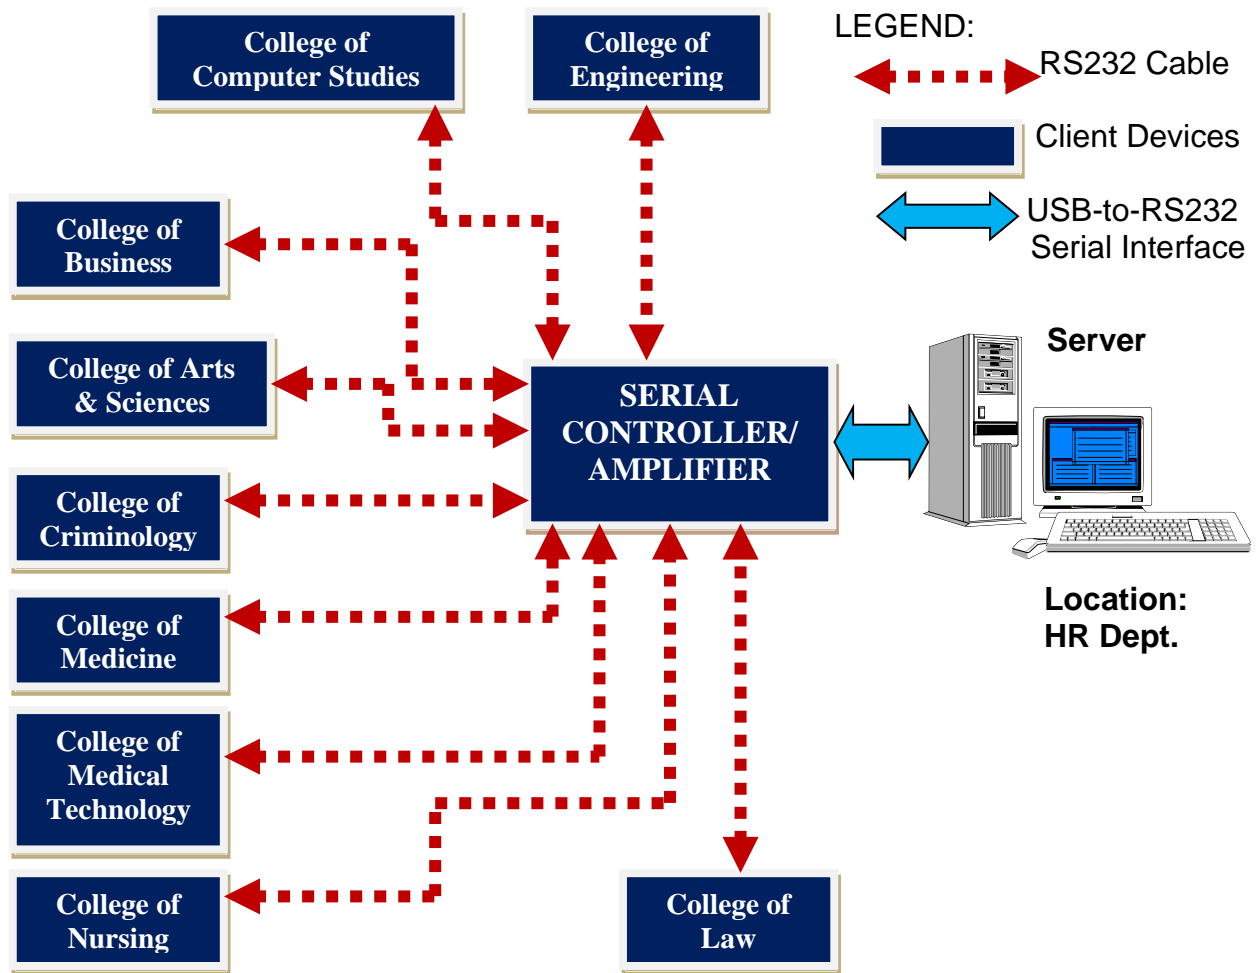 College of
Computer Studies
College of
Engineering
LEGEND:
RS232 Cable
Client Devices
USB-to-RS232
Serial Interface
College of
Business
College of Arts
& Sciences
College of
Criminology
College of
Medicine
College of
Medical
Technology
College of
Nursing
SERIAL
CONTROLLER/
AMPLIFIER
College of
Law
Server
Location:
HR Dept.